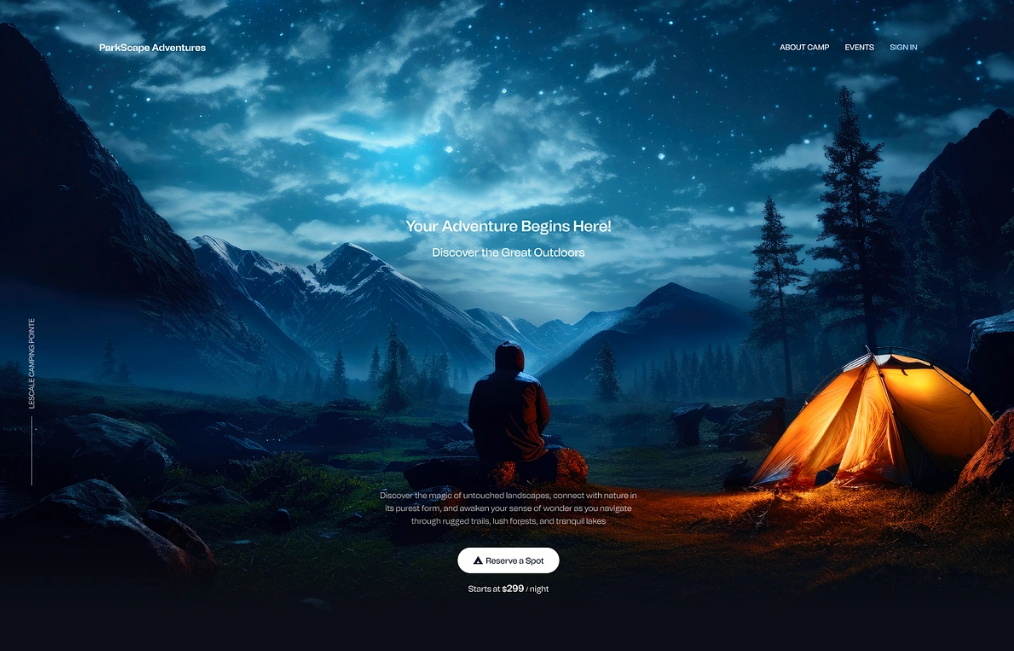 ParkScape Adventures
ABOUT CAMP EVENTS SIGN IN
Your Adventure Begins Here!
Discover the Great Outdoors
LESCALE CAMPING POINTE
Discover the magic of untouched landscapes, connect with nature in
its purest form, and awaken your sense of wonder as you navigate
through rugged trails, lush forests, and tranquil lakes
Reserve a Spot
Starts at $299 / night